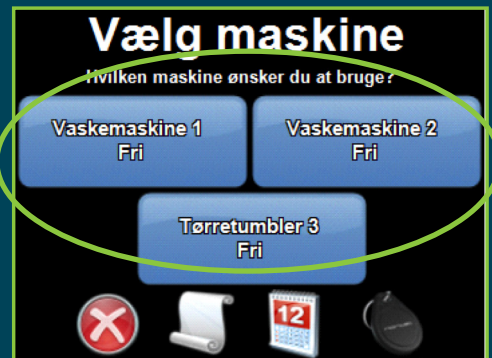 Vælg maskine
Hvilken maskine ønsker du at bruge?
Vaskemaskine 1
Fri
Vaskemaskine 2
Fri
Tørretumbler 3
Fri
12